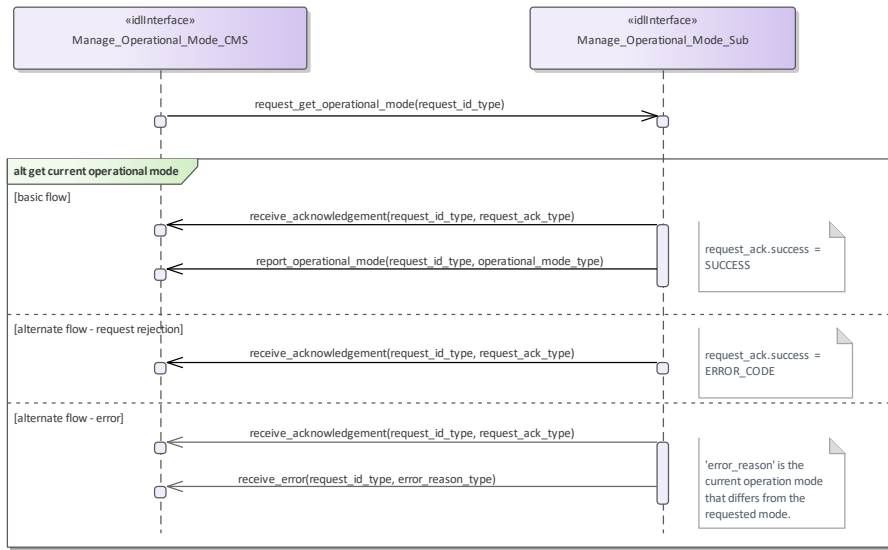 «idlInterface»
Manage_Operational_Mode_CMS
«idlInterface»
Manage_Operational_Mode_Sub
request_get_operational_mode(request_id_type)
alt get current operational mode
[basic flow]
receive_acknowledgement(request_id_type, request_ack_type)
report_operational_mode(request_id_type, operational_mode_type)
request_ack.success =
SUCCESS
[alternate flow - request rejection]
receive_acknowledgement(request_id_type, request_ack_type)
request_ack.success =
ERROR_CODE
[alternate flow - error]
receive_acknowledgement(request_id_type, request_ack_type)
receive_error(request_id_type, error_reason_type)
'error_reason' is the
current operation mode
that differs from the
requested mode.